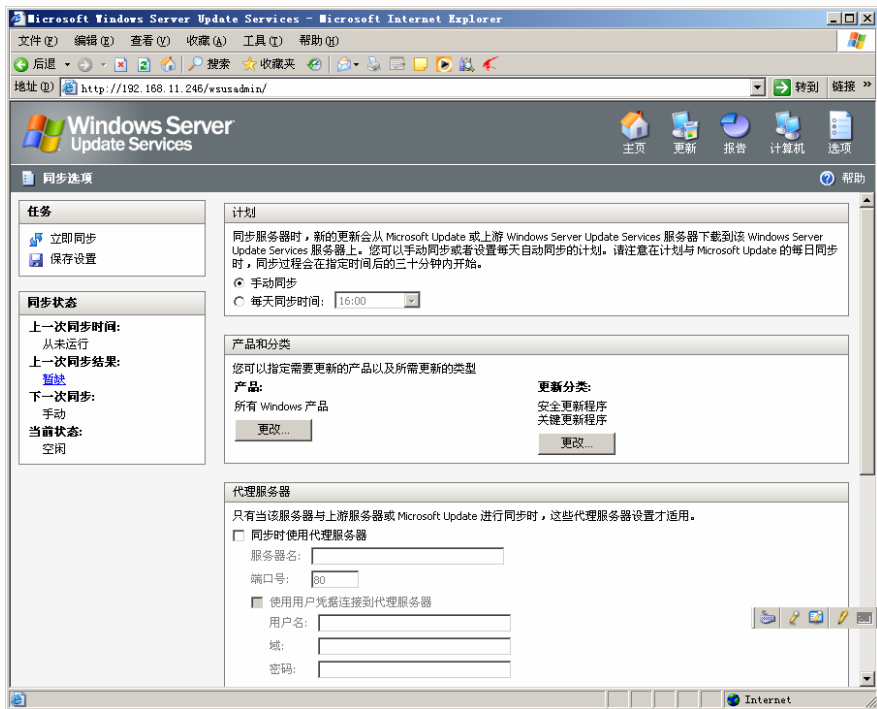 Microsoft Windows Server Update Services - Microsoft Internet Explorer
文件(F) 编辑(E) 查看(V) 收藏(A) 工具(T) 帮助(H)
后退 搜索 收藏夹
地址(D) http://192.168.11.246/wsusadmin/ 转到 链接 »
Windows Server
Update Services
主页 更新 报告 计算机 选项
同步选项 帮助
任务
立即同步
保存设置
同步状态
上一次同步时间:
从未运行
上一次同步结果:
暂缺
下一次同步:
手动
当前状态:
空闲
计划
同步服务器时，新的更新会从 Microsoft Update 或上游 Windows Server Update Services 服务器下载到该 Windows Server
Update Services 服务器上。您可以手动同步或者设置每天自动同步的计划。请注意在计划与 Microsoft Update 的每日同步
时，同步过程会在指定时间后的三十分钟内开始。
手动同步
每天同步时间: 16:00
产品和分类
您可以指定需要更新的产品以及所需更新的类型
产品:
所有 Windows 产品
更改...
更新分类:
安全更新程序
关键更新程序
更改...
代理服务器
只有当该服务器与上游服务器或 Microsoft Update 进行同步时，这些代理服务器设置才适用。
同步时使用代理服务器
服务器名:
端口号: 80
使用用户凭据连接到代理服务器
用户名:
域:
密码:
Internet